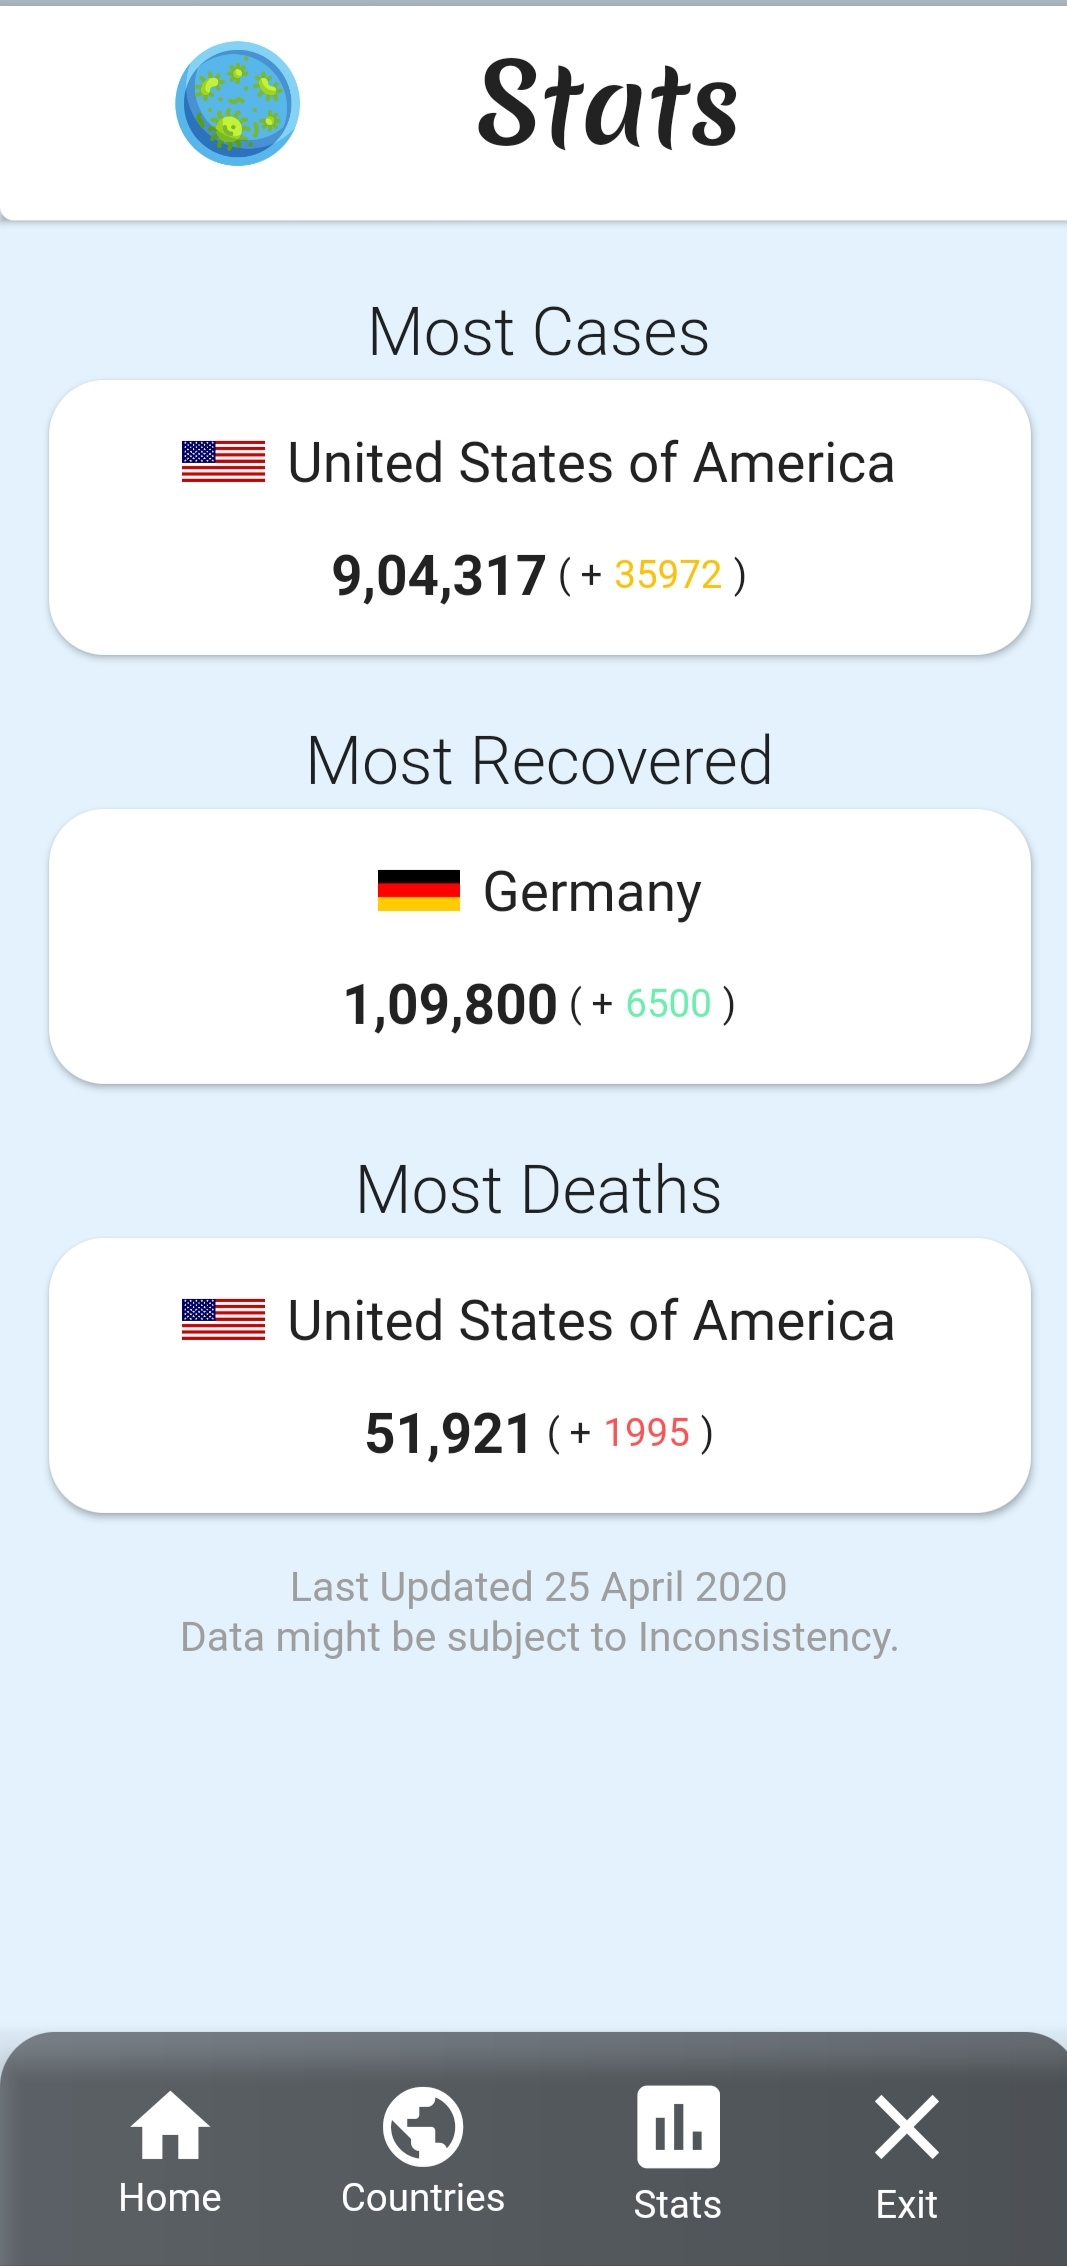 Stats
Most Cases
United States of America
9,04,317 ( + 35972 )
Most Recovered
Germany
1,09,800 ( + 6500 )
Most Deaths
United States of America
51,921 ( + 1995 )
Last Updated 25 April 2020
Data might be subject to Inconsistency.
Home Countries Stats Exit